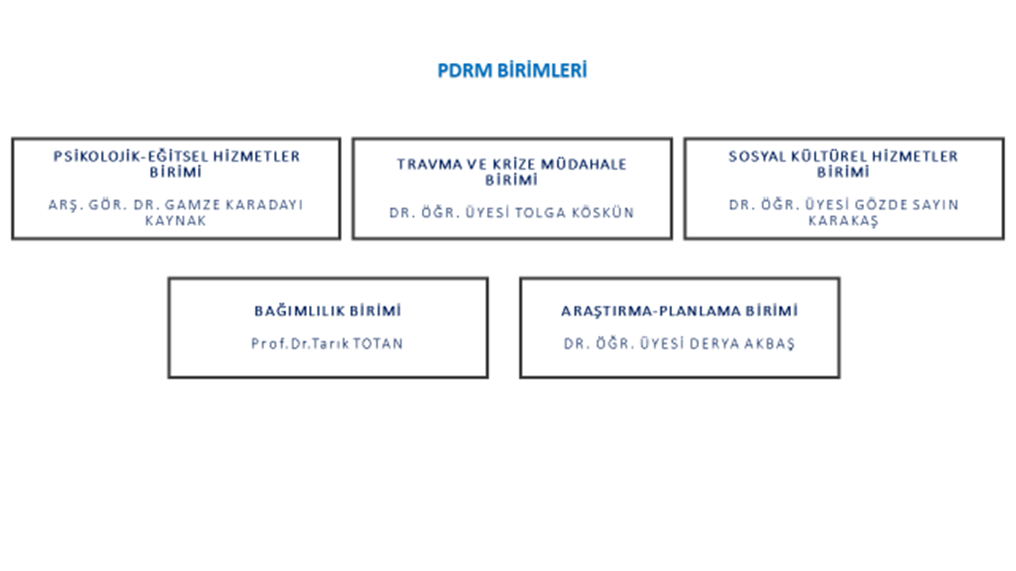 PDRM BİRİMLERİ
PSİKOLOJİK-EĞİTSEL HİZMETLER
BİRİMİ
ARŞ. GÖR. DR. GAMZE KARADAYI
KAYNAK
TRAVMA VE KRİZE MÜDAHALE
BİRİMİ
DR. ÖĞR. ÜYESİ TOLGA KÖSKÜN
SOSYAL KÜLTÜREL HİZMETLER
BİRİMİ
DR. ÖĞR. ÜYESİ GÖZDE SAYIN
KARAKAŞ
BAĞIMLILIK BİRİMİ
Prof.Dr.Tarık TOTAN
ARAŞTIRMA-PLANLAMA BİRİMİ
DR. ÖĞR. ÜYESİ DERYA AKBAŞ